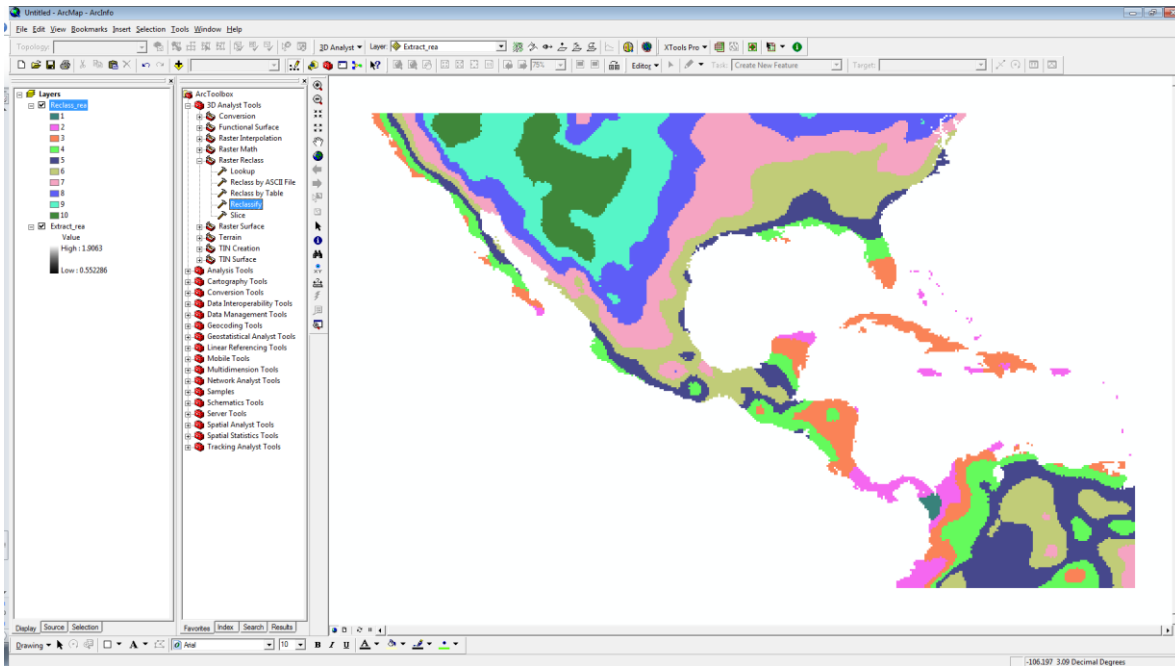 Untitled - ArcMap - ArcInfo
File Edit View Bookmarks Insert Selection Tools Window Help
Topology: 3D Analyst Layer: Extract_rea XTools Pro
75% Editor Task: Create New Feature Target:
Layers
Reclass_rea
1
2
3
4
5
6
7
8
9
10
Extract_rea
Value
High : 1.9063
Low : 0.552286
ArcToolbox
3D Analyst Tools
Conversion
Functional Surface
Raster Interpolation
Raster Math
Raster Reclass
Lookup
Reclass by ASCII File
Reclass by Table
Reclassify
Slice
Raster Surface
Terrain
TIN Creation
TIN Surface
Analysis Tools
Cartography Tools
Conversion Tools
Data Interoperability Tools
Data Management Tools
Geocoding Tools
Geostatistical Analyst Tools
Linear Referencing Tools
Mobile Tools
Multidimension Tools
Network Analyst Tools
Samples
Schematics Tools
Server Tools
Spatial Analyst Tools
Spatial Statistics Tools
Tracking Analyst Tools
Display Source Selection
Favorites Index Search Results
Drawing A Arial 10 B I U A
-106.197 3.09 Decimal Degrees